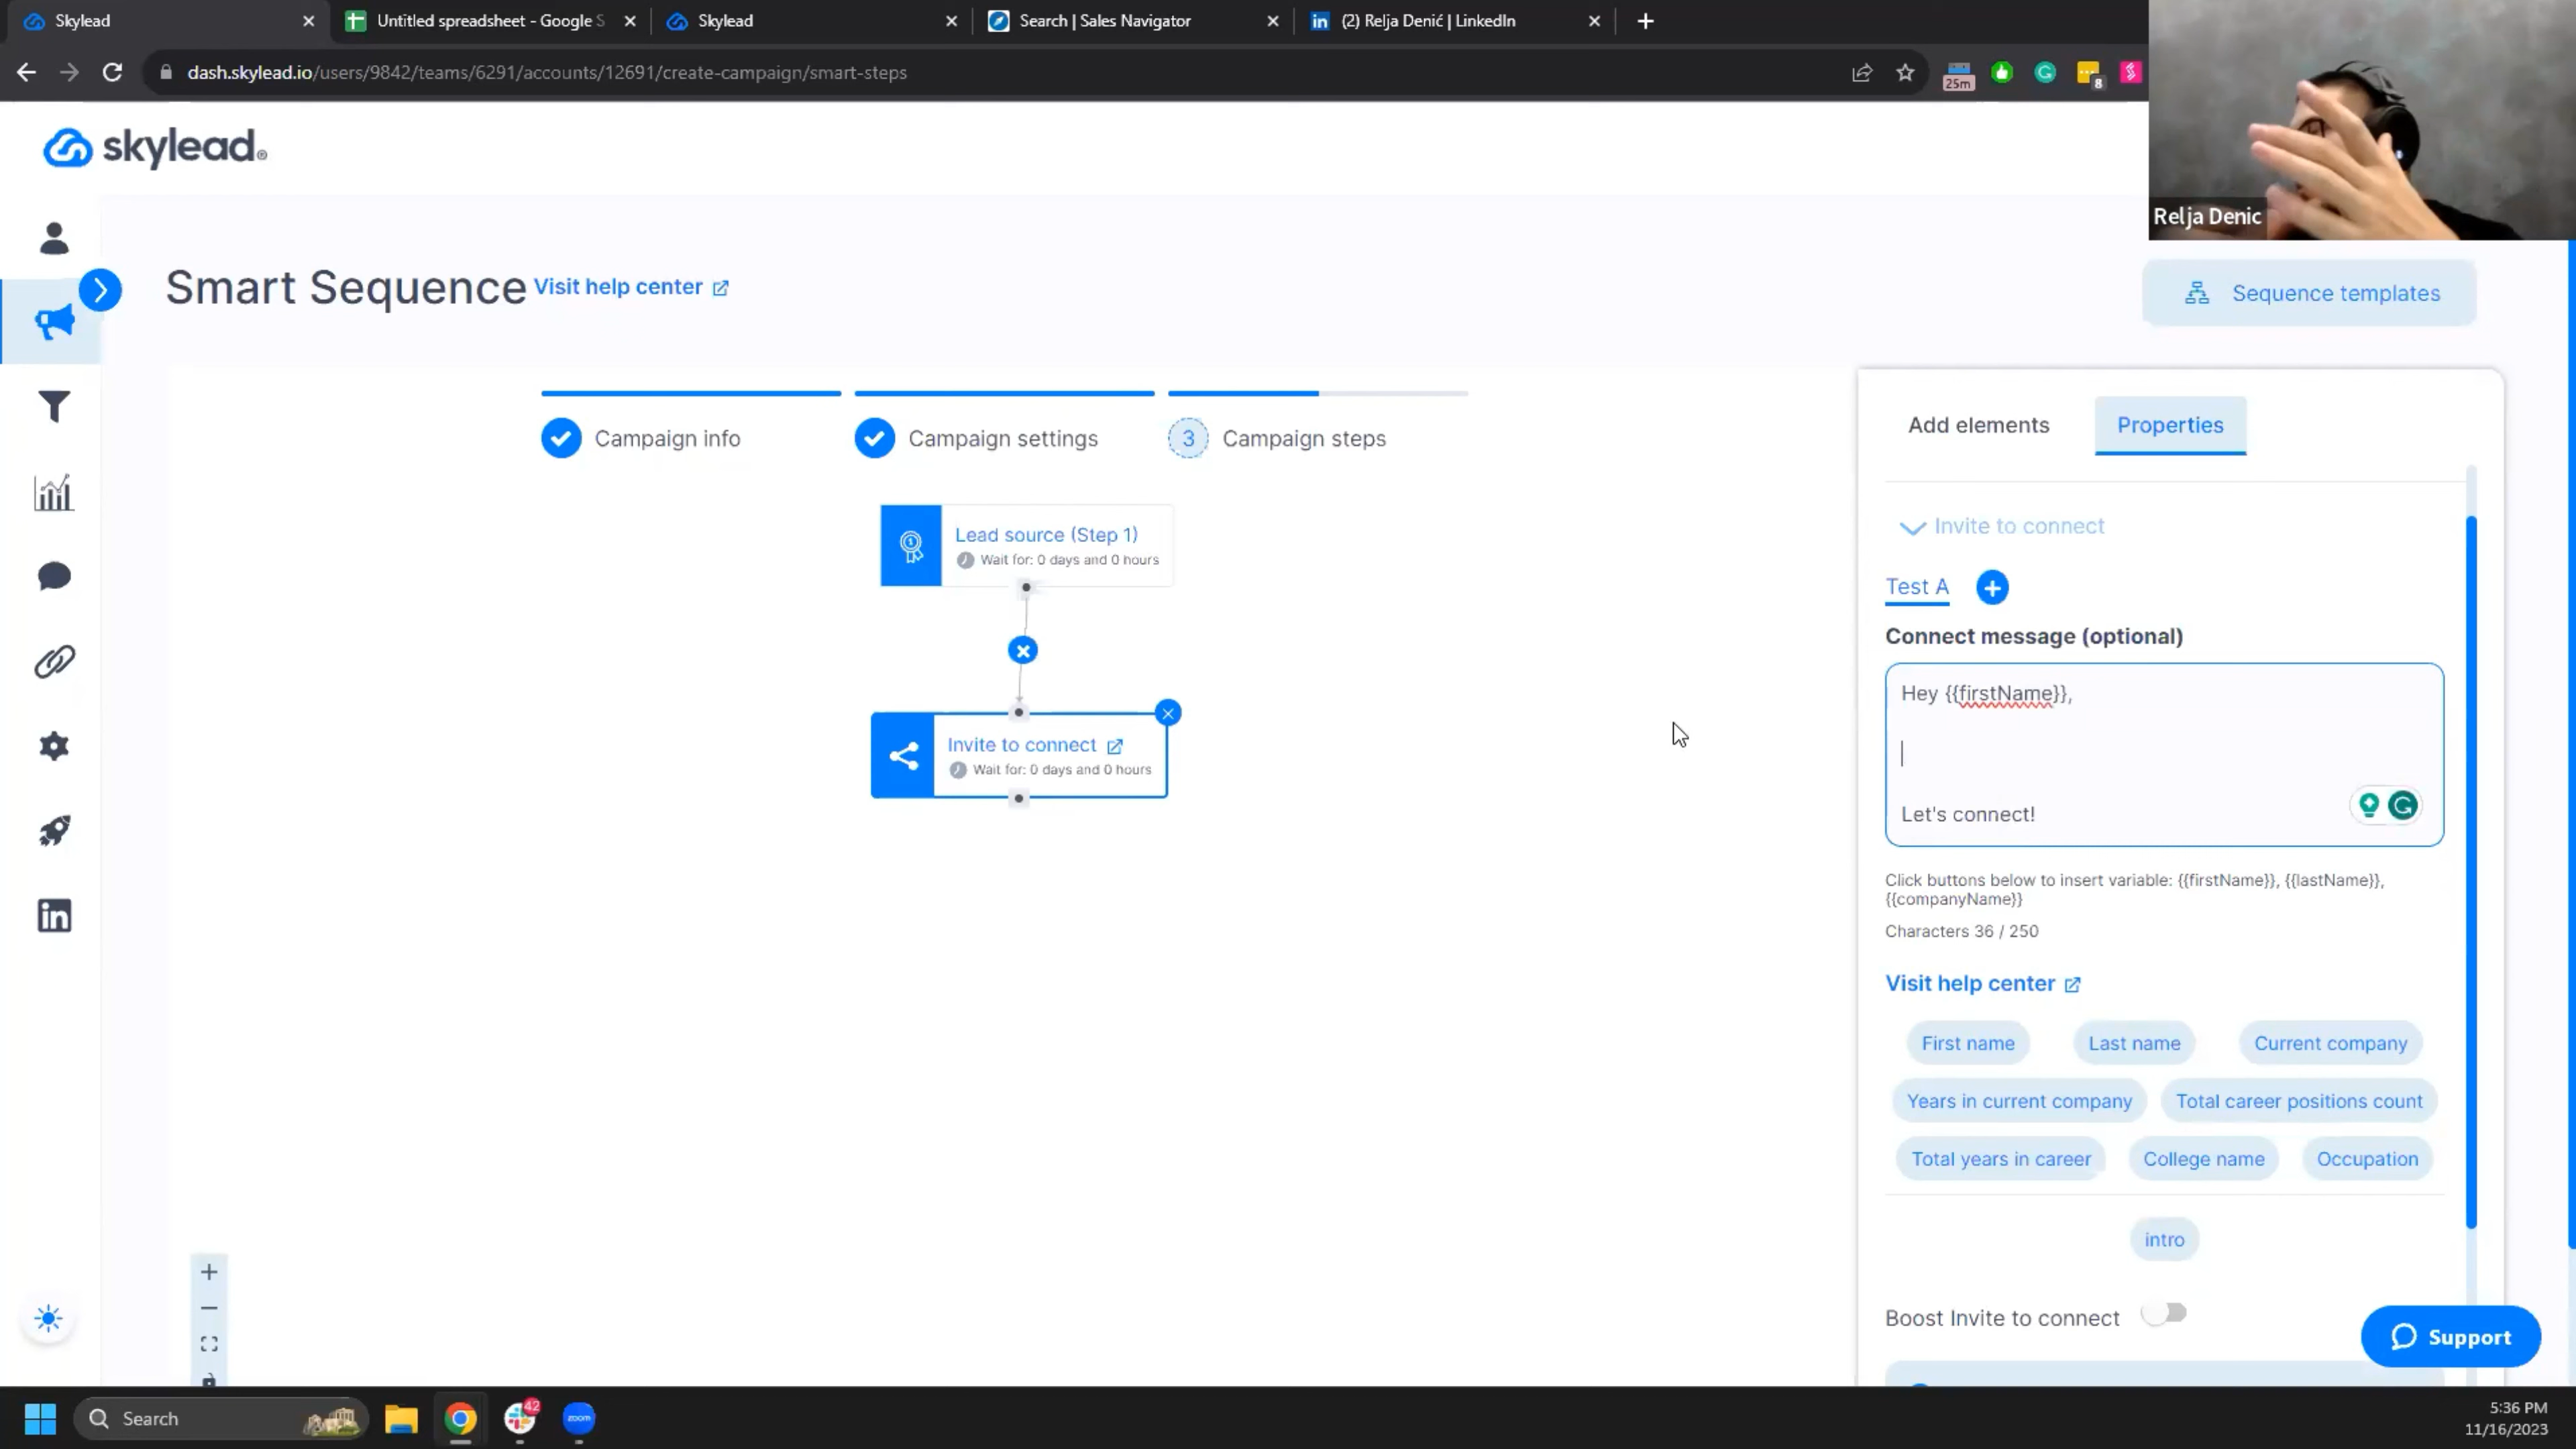 Skylead
Untitled spreadsheet - Google S
Skylead
Search | Sales Navigator
(2) Relja Denić | LinkedIn
dash.skylead.io/users/9842/teams/6291/accounts/12691/create-campaign/smart-steps
25m
8
skylead®
Relja Denic
Smart Sequence
Visit help center
Sequence templates
Campaign info
Campaign settings
3 Campaign steps
Lead source (Step 1)
Wait for: 0 days and 0 hours
Invite to connect
Wait for: 0 days and 0 hours
Add elements
Properties
Invite to connect
Test A
Connect message (optional)
Hey {{firstName}},
Let's connect!
Click buttons below to insert variable: {{firstName}}, {{lastName}},
{{companyName}}
Characters 36 / 250
Visit help center
First name
Last name
Current company
Years in current company
Total career positions count
Total years in career
College name
Occupation
intro
Boost Invite to connect
Support
Search
42
zoom
5:36 PM
11/16/2023